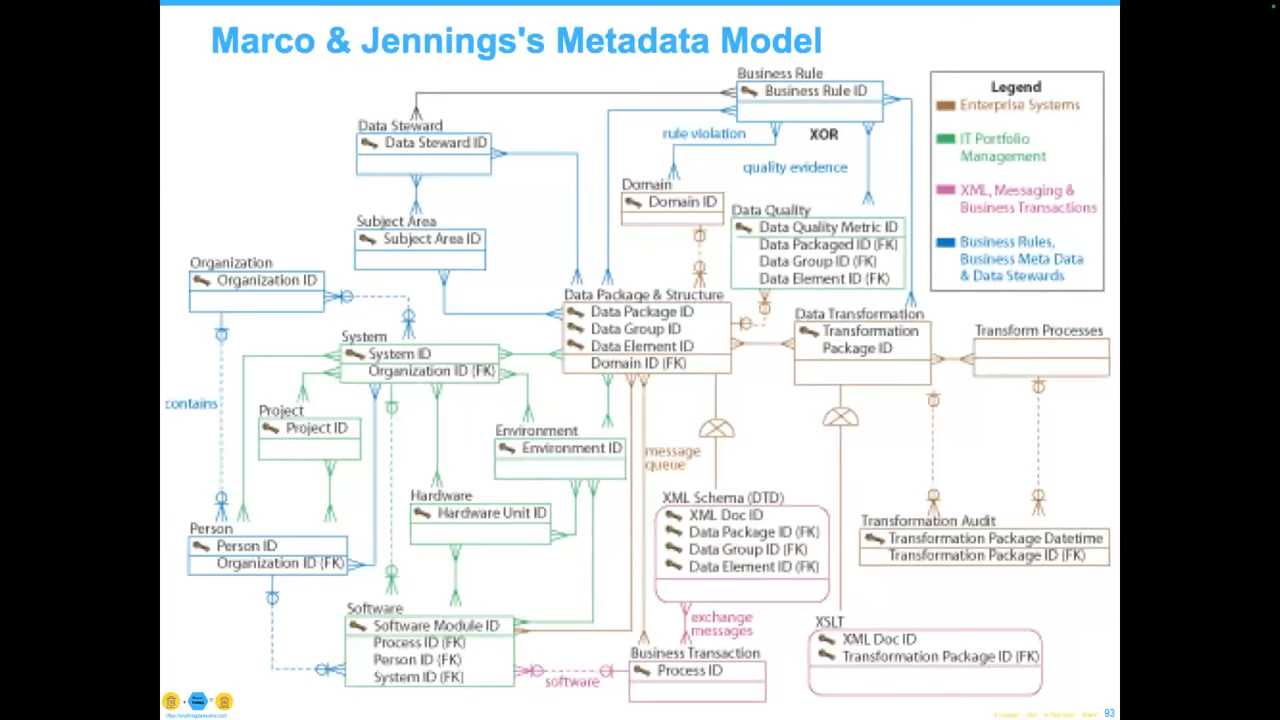 Marco & Jennings's Metadata Model
Business Rule
Business Rule ID
Legend
Enterprise Systems
IT Portfolio
Management
XML, Messaging &
Business Transactions
Business Rules,
Business Meta Data
& Data Stewards
Data Steward
Data Steward ID
rule violation
XOR
quality evidence
Domain
Domain ID
Data Quality
Data Quality Metric ID
Data Packaged ID (FK)
Data Group ID (FK)
Data Element ID (FK)
Subject Area
Subject Area ID
Organization
Organization ID
Data Package & Structure
Data Package ID
Data Group ID
Data Element ID
Domain ID (FK)
Data Transformation
Transformation
Package ID
Transform Processes
System
System ID
Organization ID (FK)
contains
Project
Project ID
Environment
Environment ID
message
queue
Hardware
Hardware Unit ID
XML Schema (DTD)
XML Doc ID
Data Package ID (FK)
Data Group ID (FK)
Data Element ID (FK)
Transformation Audit
Transformation Package Datetime
Transformation Package ID (FK)
Person
Person ID
Organization ID (FK)
Software
Software Module ID
Process ID (FK)
Person ID (FK)
System ID (FK)
exchange
messages
software
Business Transaction
Process ID
XSLT
XML Doc ID
Transformation Package ID (FK)
93